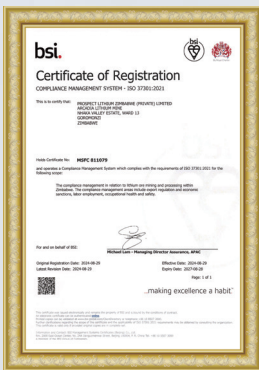 bsi.
Certificate of Registration
COMPLIANCE MANAGEMENT SYSTEM - ISO 37301:2021
This is to certify that:
PROSPECT LITHIUM ZIMBABWE (PRIVATE) LIMITED
ARCADIA LITHIUM MINE
NHAKA VALLEY ESTATE, WARD 13
GOROMONZI
ZIMBABWE
Holds Certificate No:
MSFC 811079
and operates a Compliance Management System which complies with the requirements of ISO 37301:2021 for the
following scope:
The compliance management in relation to lithium ore mining and processing within
Zimbabwe. The compliance management areas include export regulations and economic
sanctions, labor employment, occupational health and safety.
For and on behalf of BSI:
Michael Lam - Managing Director Assurance, APAC
Original Registration Date: 2024-08-29
Effective Date: 2024-08-29
Latest Revision Date: 2024-08-29
Expiry Date: 2027-08-28
Page: 1 of 1
...making excellence a habit.